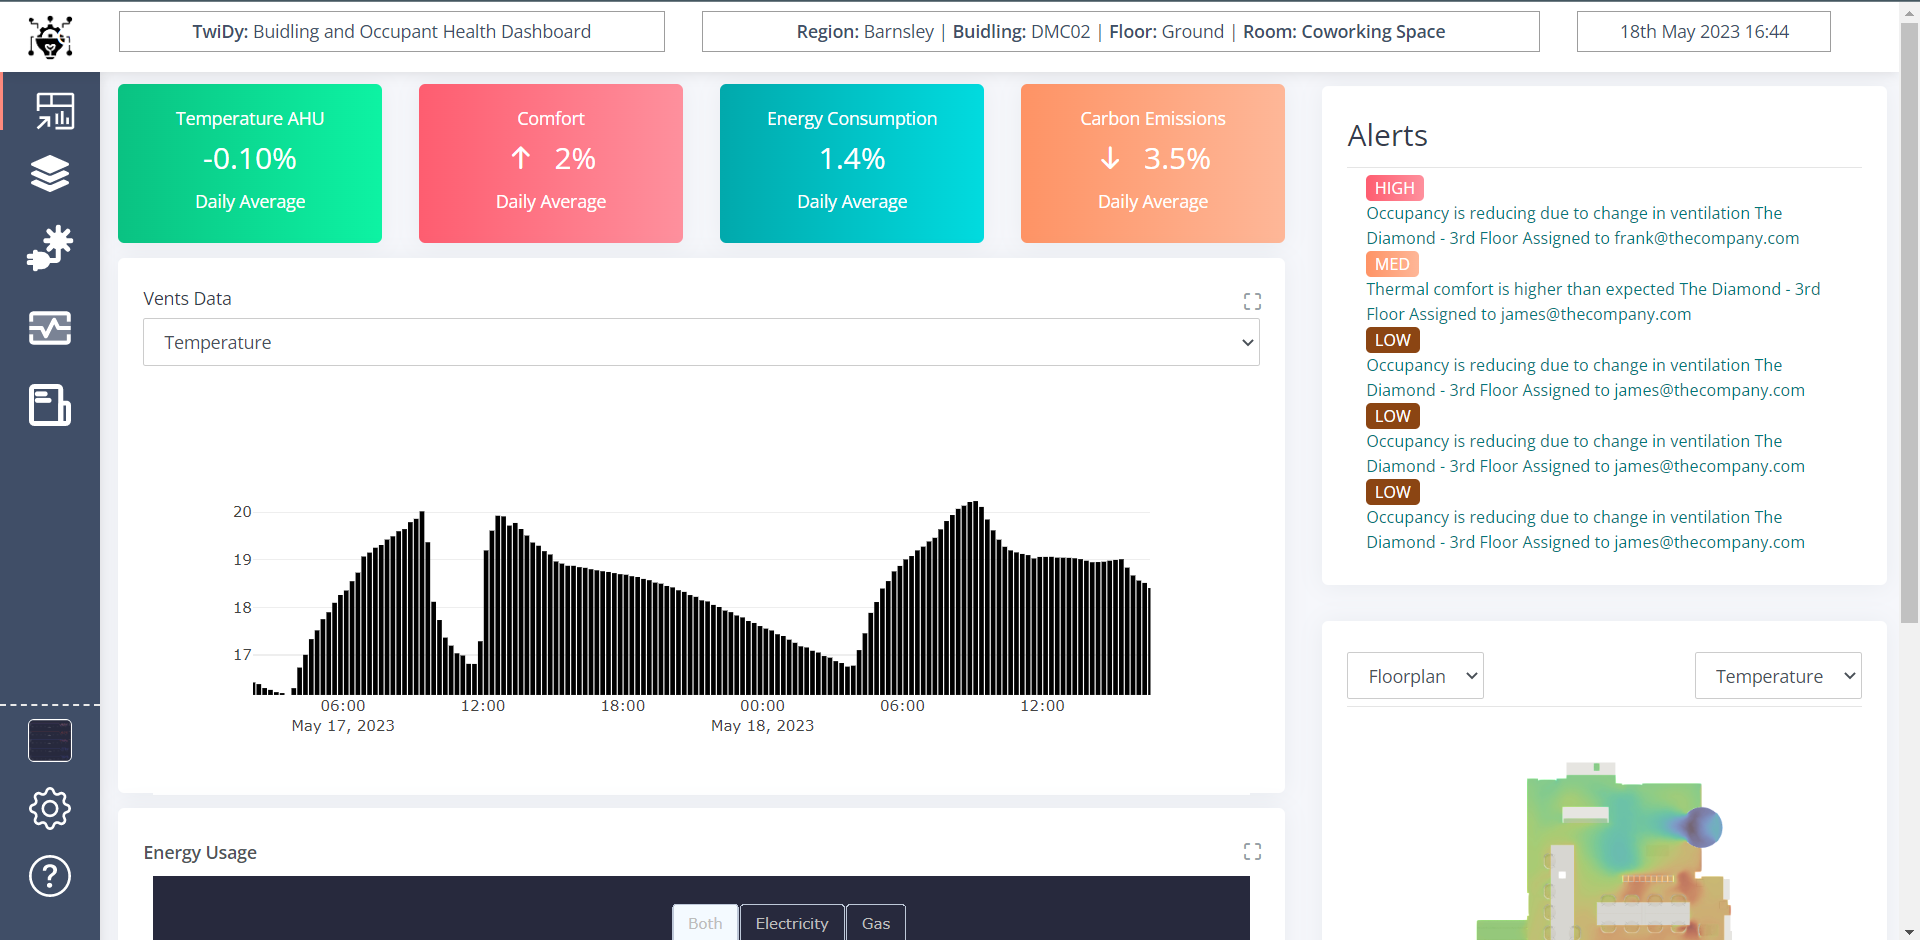 TwiDy: Buidling and Occupant Health Dashboard
Region: Barnsley | Buidling: DMC02 | Floor: Ground | Room: Coworking Space
18th May 2023 16:44
Temperature AHU
-0.10%
Daily Average
Comfort
↑ 2%
Daily Average
Energy Consumption
1.4%
Daily Average
Carbon Emissions
↓ 3.5%
Daily Average
Vents Data
Temperature
20
19
18
17
06:00 12:00 18:00 00:00 06:00 12:00
May 17, 2023 May 18, 2023
Energy Usage
Both Electricity Gas
Alerts
HIGH
Occupancy is reducing due to change in ventilation The
Diamond - 3rd Floor Assigned to frank@thecompany.com
MED
Thermal comfort is higher than expected The Diamond - 3rd
Floor Assigned to james@thecompany.com
LOW
Occupancy is reducing due to change in ventilation The
Diamond - 3rd Floor Assigned to james@thecompany.com
LOW
Occupancy is reducing due to change in ventilation The
Diamond - 3rd Floor Assigned to james@thecompany.com
LOW
Occupancy is reducing due to change in ventilation The
Diamond - 3rd Floor Assigned to james@thecompany.com
Floorplan Temperature